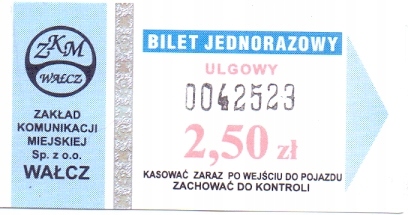 ZKM
WAŁCZ
ZAKŁAD
KOMUNIKACJI
MIEJSKIEJ
Sp. z o.o.
WAŁCZ
BILET JEDNORAZOWY
ULGOWY
0042523
2,50 zł
KASOWAĆ ZARAZ PO WEJŚCIU DO POJAZDU
ZACHOWAĆ DO KONTROLI